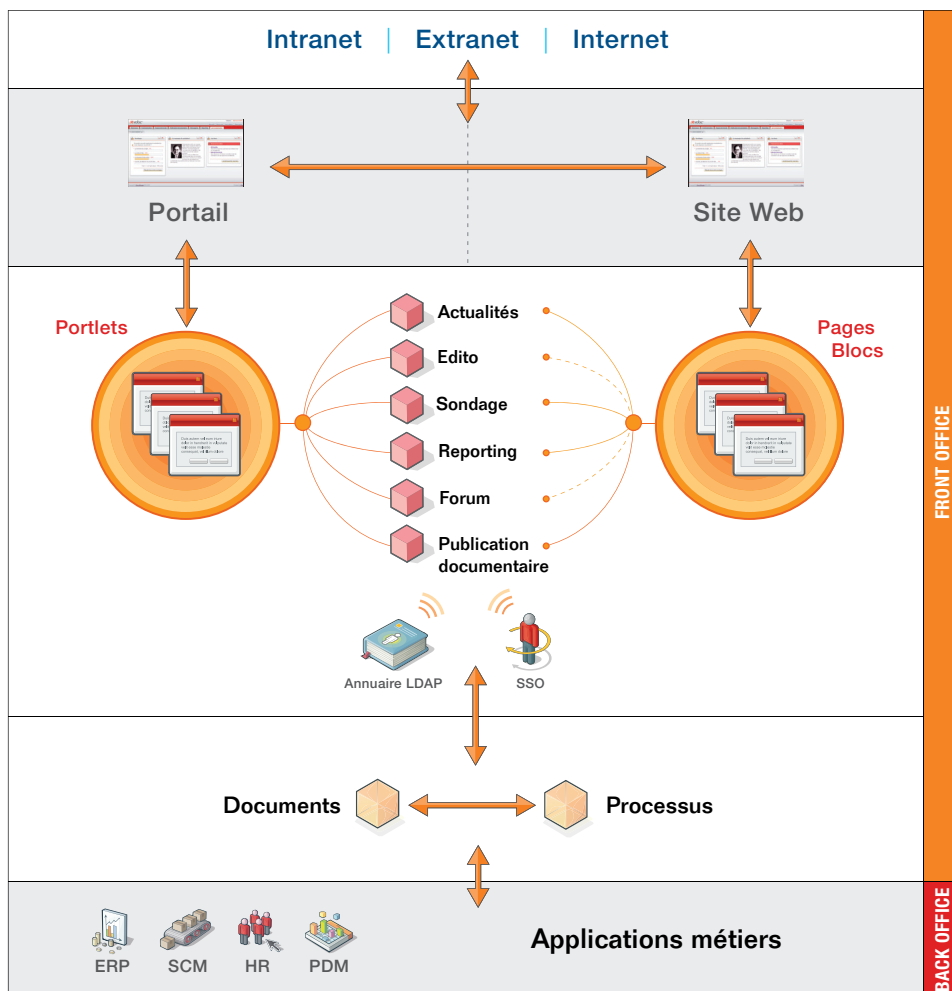 Intranet | Extranet | Internet
Portail
Site Web
Portlets
Pages
Blocs
Actualités
Edito
Sondage
Reporting
Forum
Publication
documentaire
Annuaire LDAP
SSO
Documents
Processus
ERP
SCM
HR
PDM
Applications métiers
FRONT OFFICE
BACK OFFICE